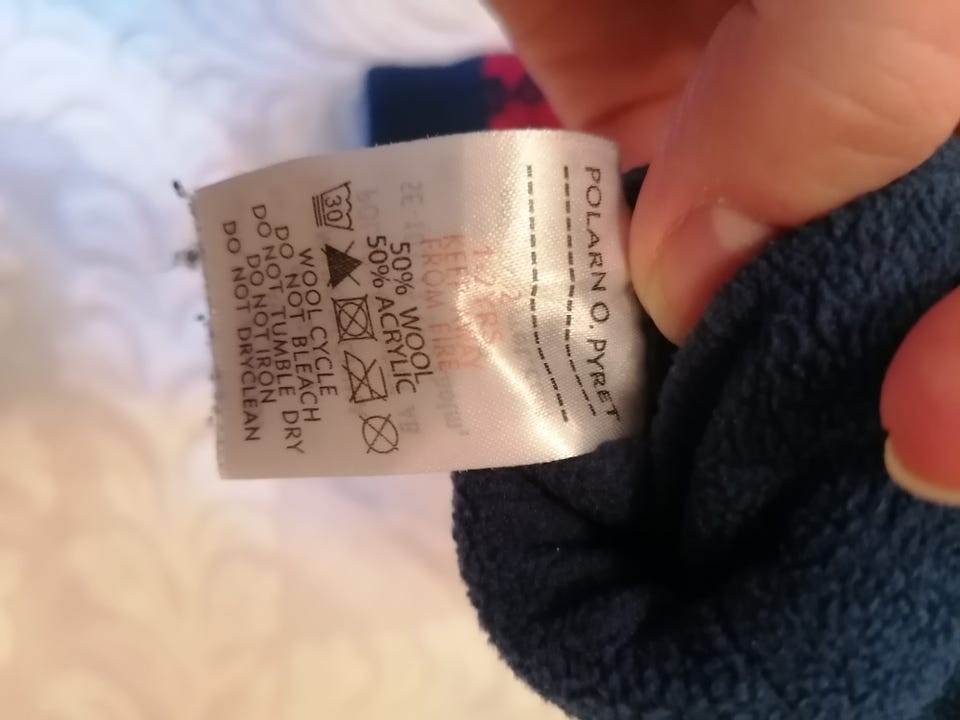 POLARN O. PYRET
KEEP AWAY
FROM FIRE
50% WOOL
50% ACRYLIC
30
WOOL CYCLE
DO NOT BLEACH
DO NOT TUMBLE DRY
DO NOT IRON
DO NOT DRYCLEAN